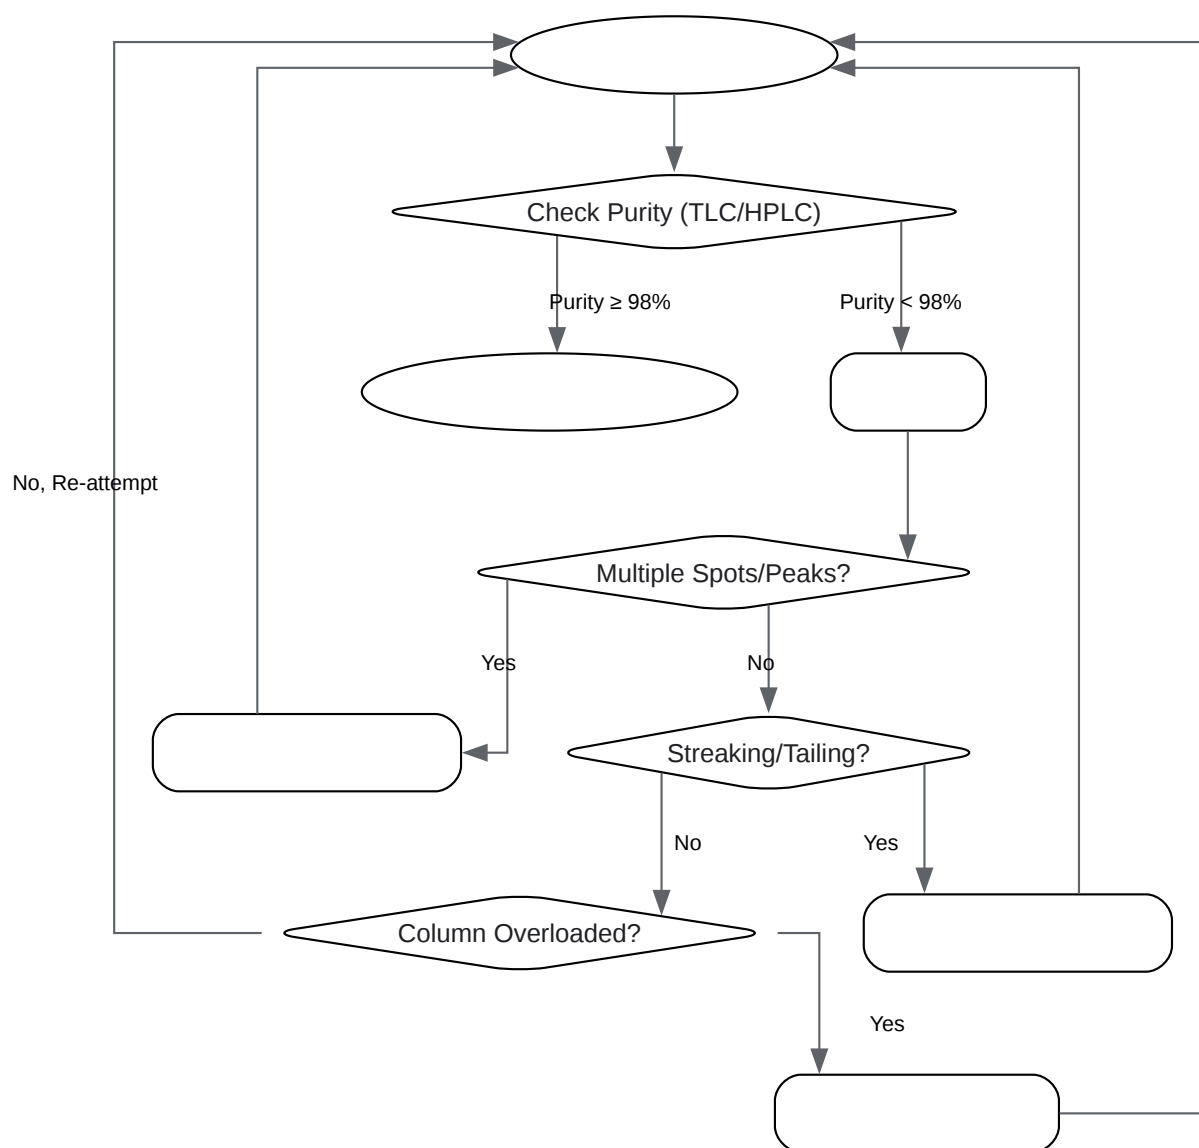 Check Purity (TLC/HPLC)
Purity ≥ 98%
Purity < 98%
No, Re-attempt
Multiple Spots/Peaks?
Yes
No
Streaking/Tailing?
No
Yes
Column Overloaded?
Yes